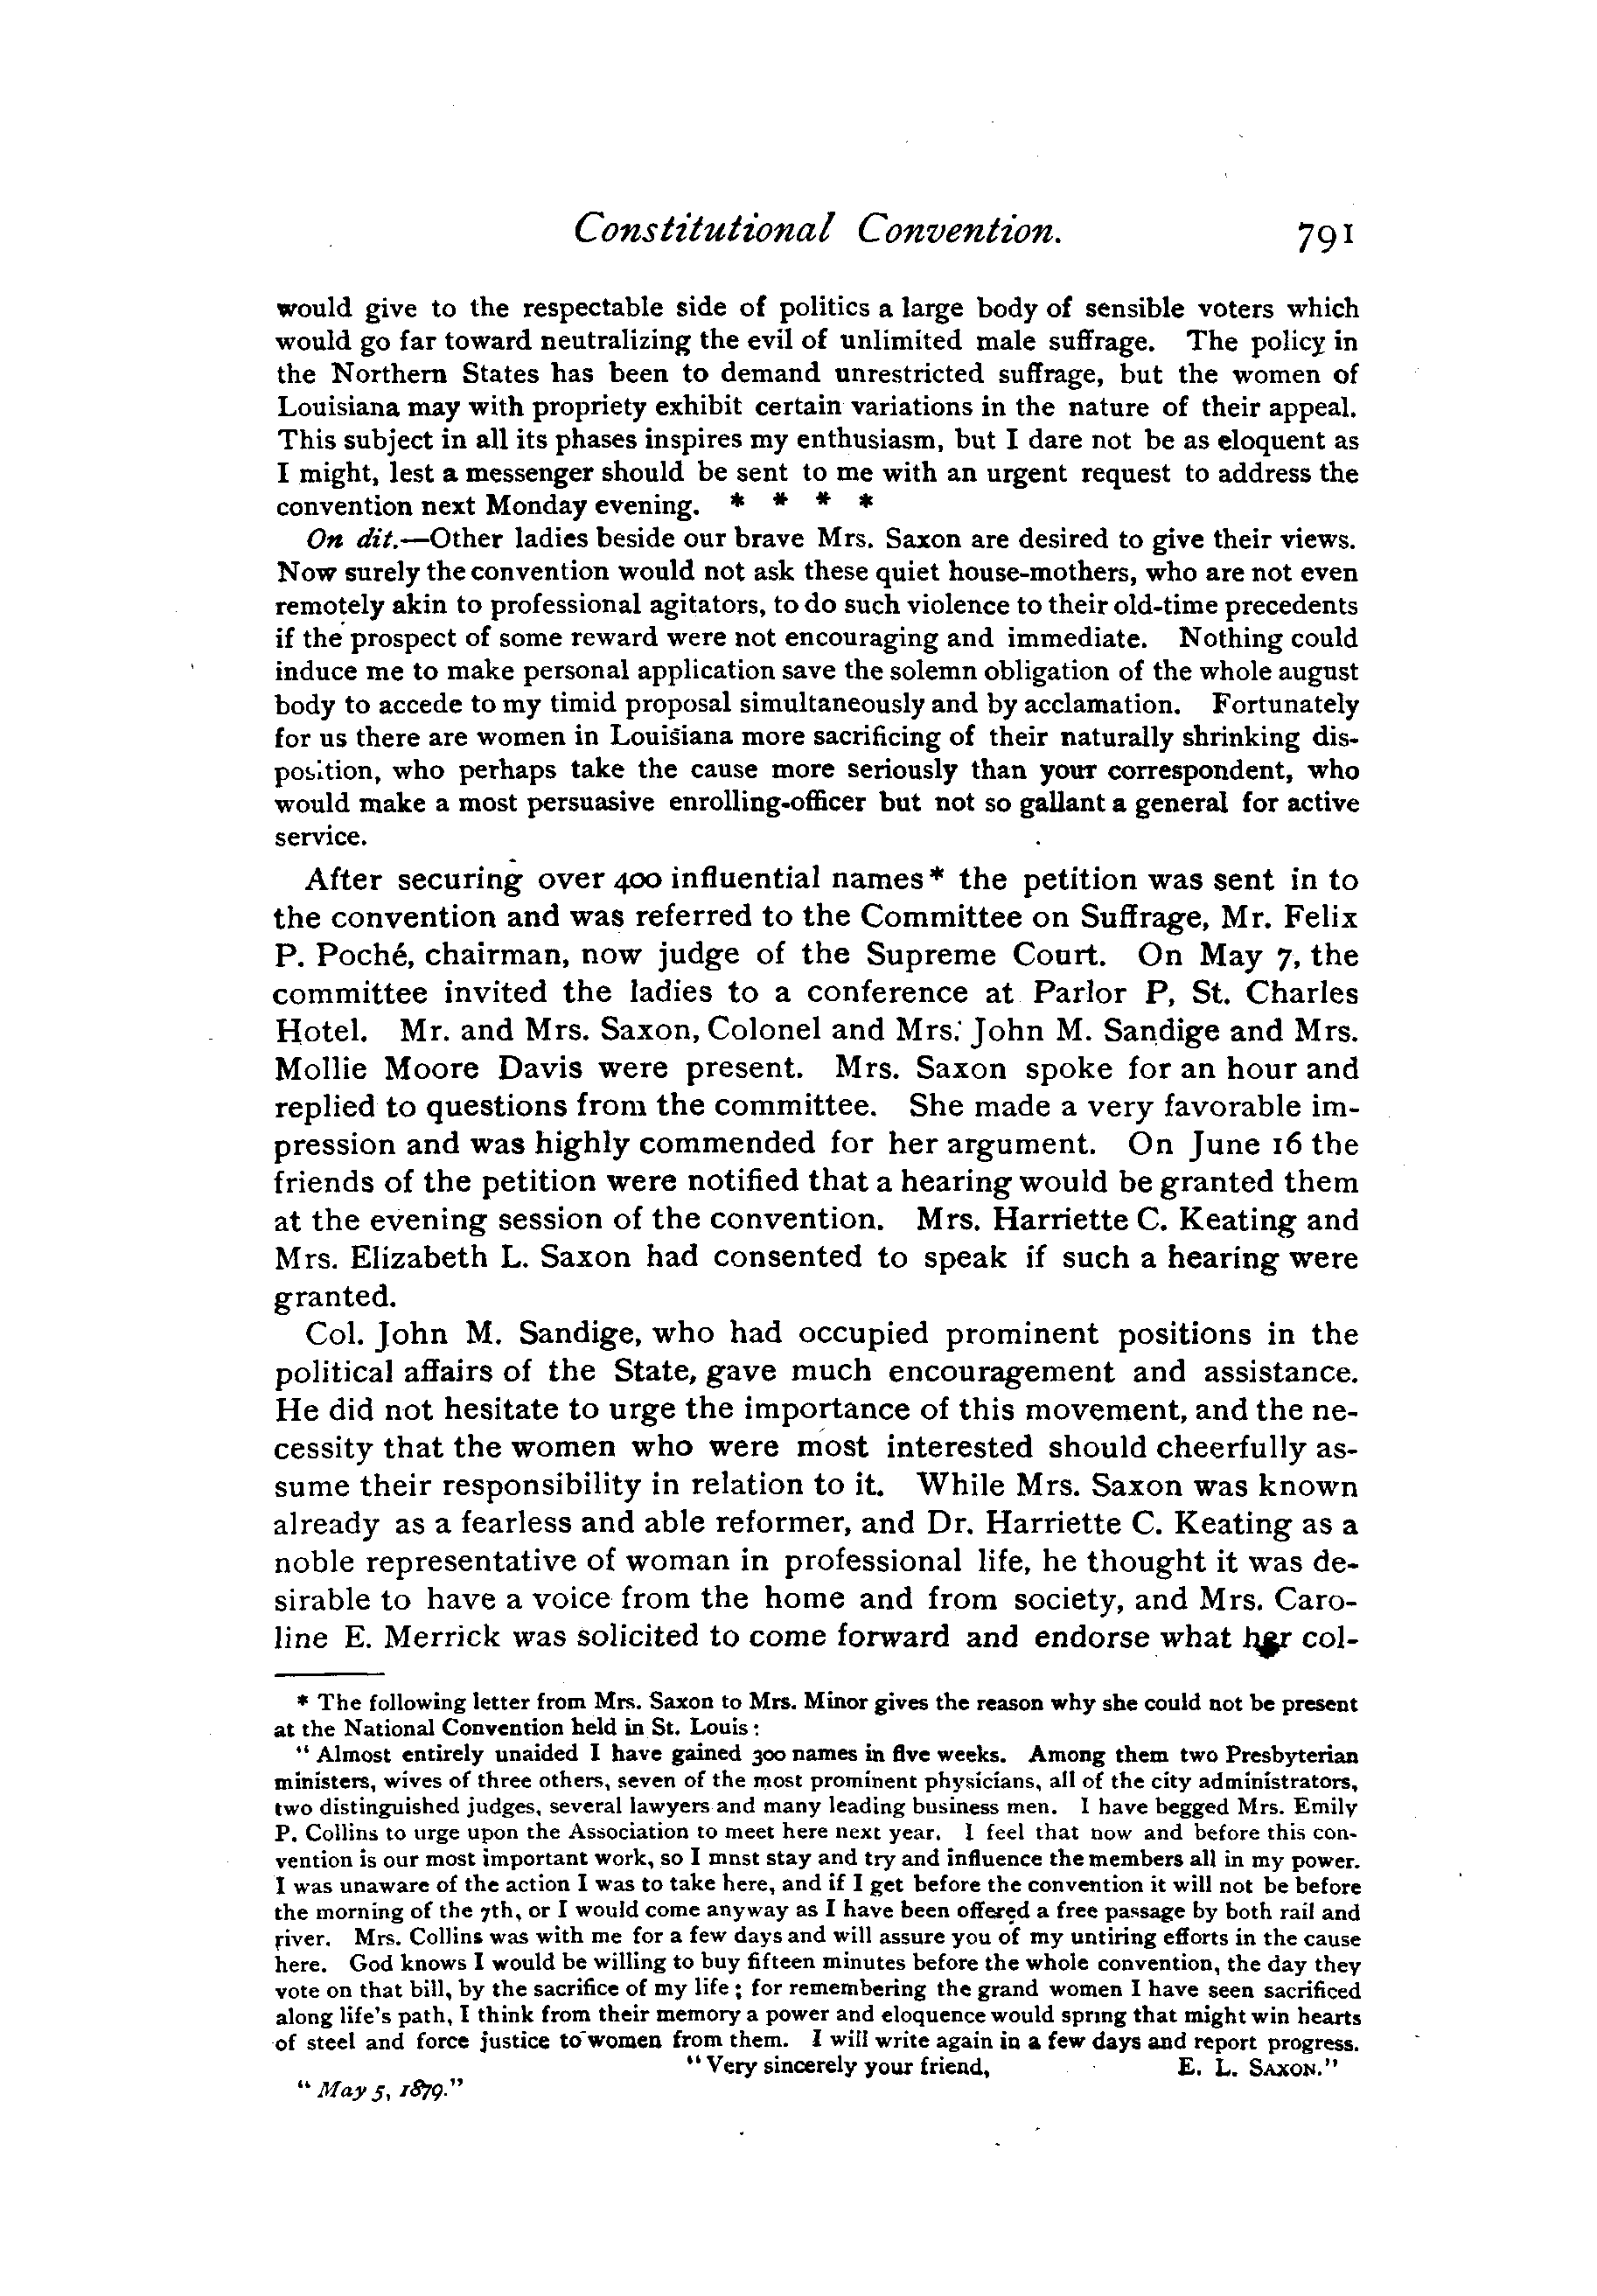 Constitutional Convention. 791
would give to the respectable side of politics a large body of sensible voters which
would go far toward neutralizing the evil of unlimited male suffrage. The policy in
the Northern States has been to demand unrestricted suffrage, but the women of
Louisiana may with propriety exhibit certain variations in the nature of their appeal.
This subject in all its phases inspires my enthusiasm, but I dare not be as eloquent as
I might, lest a messenger should be sent to me with an urgent request to address the
convention next Monday evening. * * * *
On dit.—Other ladies beside our brave Mrs. Saxon are desired to give their views.
Now surely the convention would not ask these quiet house-mothers, who are not even
remotely akin to professional agitators, to do such violence to their old-time precedents
if the prospect of some reward were not encouraging and immediate. Nothing could
induce me to make personal application save the solemn obligation of the whole august
body to accede to my timid proposal simultaneously and by acclamation. Fortunately
for us there are women in Louisiana more sacrificing of their naturally shrinking dis-
position, who perhaps take the cause more seriously than your correspondent, who
would make a most persuasive enrolling-officer but not so gallant a general for active
service.
After securing over 400 influential names* the petition was sent in to
the convention and was referred to the Committee on Suffrage, Mr. Felix
P. Poché, chairman, now judge of the Supreme Court. On May 7, the
committee invited the ladies to a conference at Parlor P, St. Charles
Hotel. Mr. and Mrs. Saxon, Colonel and Mrs. John M. Sandige and Mrs.
Mollie Moore Davis were present. Mrs. Saxon spoke for an hour and
replied to questions from the committee. She made a very favorable im-
pression and was highly commended for her argument. On June 16 the
friends of the petition were notified that a hearing would be granted them
at the evening session of the convention. Mrs. Harriette C. Keating and
Mrs. Elizabeth L. Saxon had consented to speak if such a hearing were
granted.
Col. John M. Sandige, who had occupied prominent positions in the
political affairs of the State, gave much encouragement and assistance.
He did not hesitate to urge the importance of this movement, and the ne-
cessity that the women who were most interested should cheerfully as-
sume their responsibility in relation to it. While Mrs. Saxon was known
already as a fearless and able reformer, and Dr. Harriette C. Keating as a
noble representative of woman in professional life, he thought it was de-
sirable to have a voice from the home and from society, and Mrs. Caro-
line E. Merrick was solicited to come forward and endorse what her col-
* The following letter from Mrs. Saxon to Mrs. Minor gives the reason why she could not be present
at the National Convention held in St. Louis:
"Almost entirely unaided I have gained 300 names in five weeks. Among them two Presbyterian
ministers, wives of three others, seven of the most prominent physicians, all of the city administrators,
two distinguished judges, several lawyers and many leading business men. I have begged Mrs. Emily
P. Collins to urge upon the Association to meet here next year. I feel that now and before this con-
vention is our most important work, so I mnst stay and try and influence the members all in my power.
I was unaware of the action I was to take here, and if I get before the convention it will not be before
the morning of the 7th, or I would come anyway as I have been offered a free passage by both rail and
river. Mrs. Collins was with me for a few days and will assure you of my untiring efforts in the cause
here. God knows I would be willing to buy fifteen minutes before the whole convention, the day they
vote on that bill, by the sacrifice of my life; for remembering the grand women I have seen sacrificed
along life's path, I think from their memory a power and eloquence would spring that might win hearts
of steel and force justice to women from them. I will write again in a few days and report progress.
"Very sincerely your friend, E. L. SAXON."
"May 5, 1879."